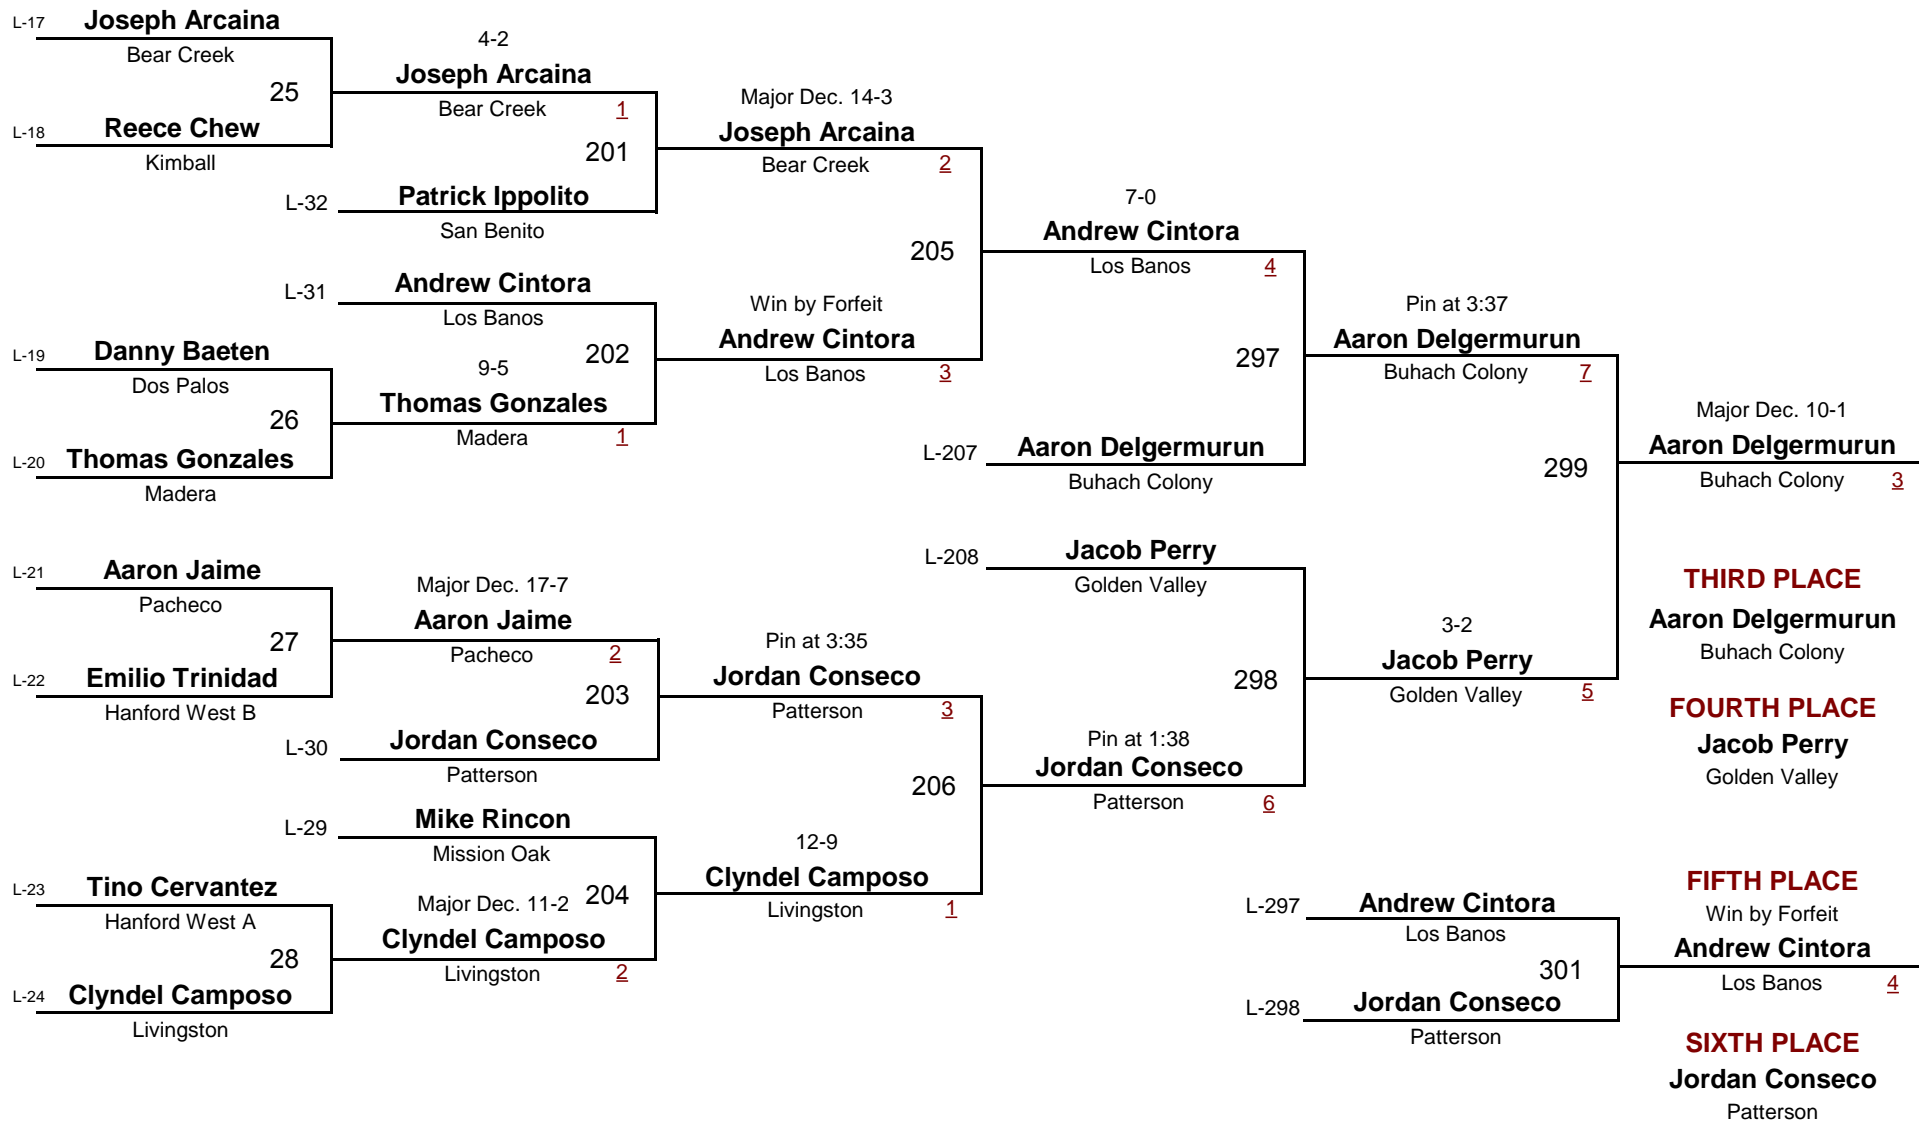 L-17 Joseph Arcaina
Bear Creek
25
L-18 Reece Chew
Kimball
4-2
Joseph Arcaina
Bear Creek 1
201
L-32 Patrick Ippolito
San Benito
Major Dec. 14-3
Joseph Arcaina
Bear Creek 2
205
L-31 Andrew Cintora
Los Banos
202
L-19 Danny Baeten
Dos Palos
26
L-20 Thomas Gonzales
Madera
9-5
Thomas Gonzales
Madera 1
Win by Forfeit
Andrew Cintora
Los Banos 3
7-0
Andrew Cintora
Los Banos 4
297
L-207 Aaron Delgermurun
Buhach Colony
Pin at 3:37
Aaron Delgermurun
Buhach Colony 7
299
Major Dec. 10-1
Aaron Delgermurun
Buhach Colony 3
L-21 Aaron Jaime
Pacheco
27
L-22 Emilio Trinidad
Hanford West B
Major Dec. 17-7
Aaron Jaime
Pacheco 2
203
L-30 Jordan Conseco
Patterson
Pin at 3:35
Jordan Conseco
Patterson 3
206
L-29 Mike Rincon
Mission Oak
204
L-23 Tino Cervantez
Hanford West A
28
L-24 Clyndel Camposo
Livingston
Major Dec. 11-2
Clyndel Camposo
Livingston 2
12-9
Clyndel Camposo
Livingston 1
L-208 Jacob Perry
Golden Valley
298
Pin at 1:38
Jordan Conseco
Patterson 6
3-2
Jacob Perry
Golden Valley 5
THIRD PLACE
Aaron Delgermurun
Buhach Colony
FOURTH PLACE
Jacob Perry
Golden Valley
L-297 Andrew Cintora
Los Banos
301
L-298 Jordan Conseco
Patterson
FIFTH PLACE
Win by Forfeit
Andrew Cintora
Los Banos 4
SIXTH PLACE
Jordan Conseco
Patterson